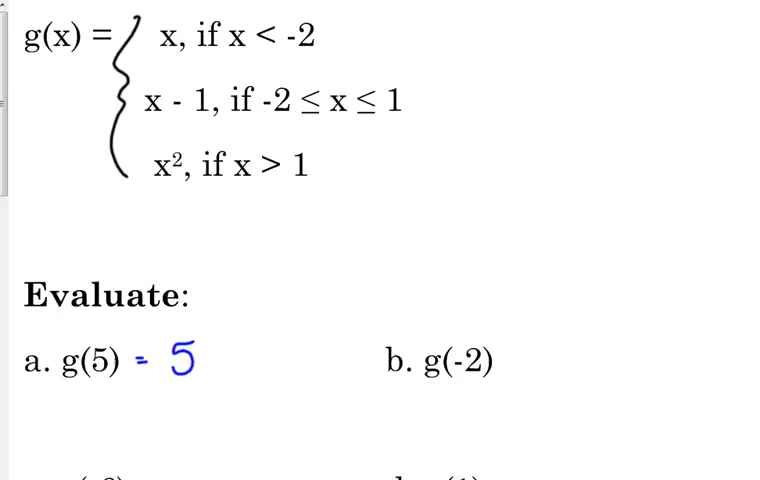 g(x) = x, if x < -2
x - 1, if -2 ≤ x ≤ 1
x², if x > 1
Evaluate:
a. g(5) = 5
b. g(-2)